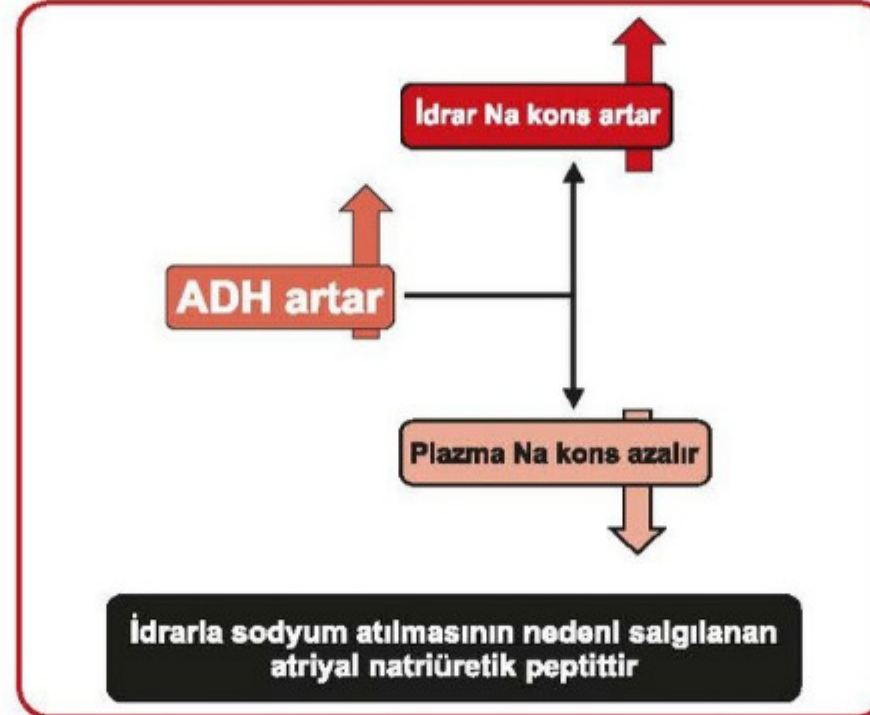 İdrar Na kons artar
ADH artar
Plazma Na kons azalır
İdrarla sodyum atılmasının nedeni salgılanan
atriyal natriüretik peptittir